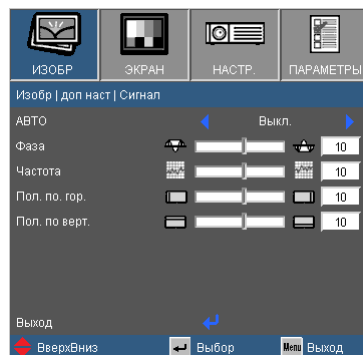 ИЗОБР ЭКРАН НАСТР. ПАРАМЕТРЫ
Изобр | доп наст | Сигнал
АВТО Выкл.
Фаза 10
Частота 10
Пол. по. гор. 10
Пол. по верт. 10
Выход
ВверхВниз Выбор Menu Выход